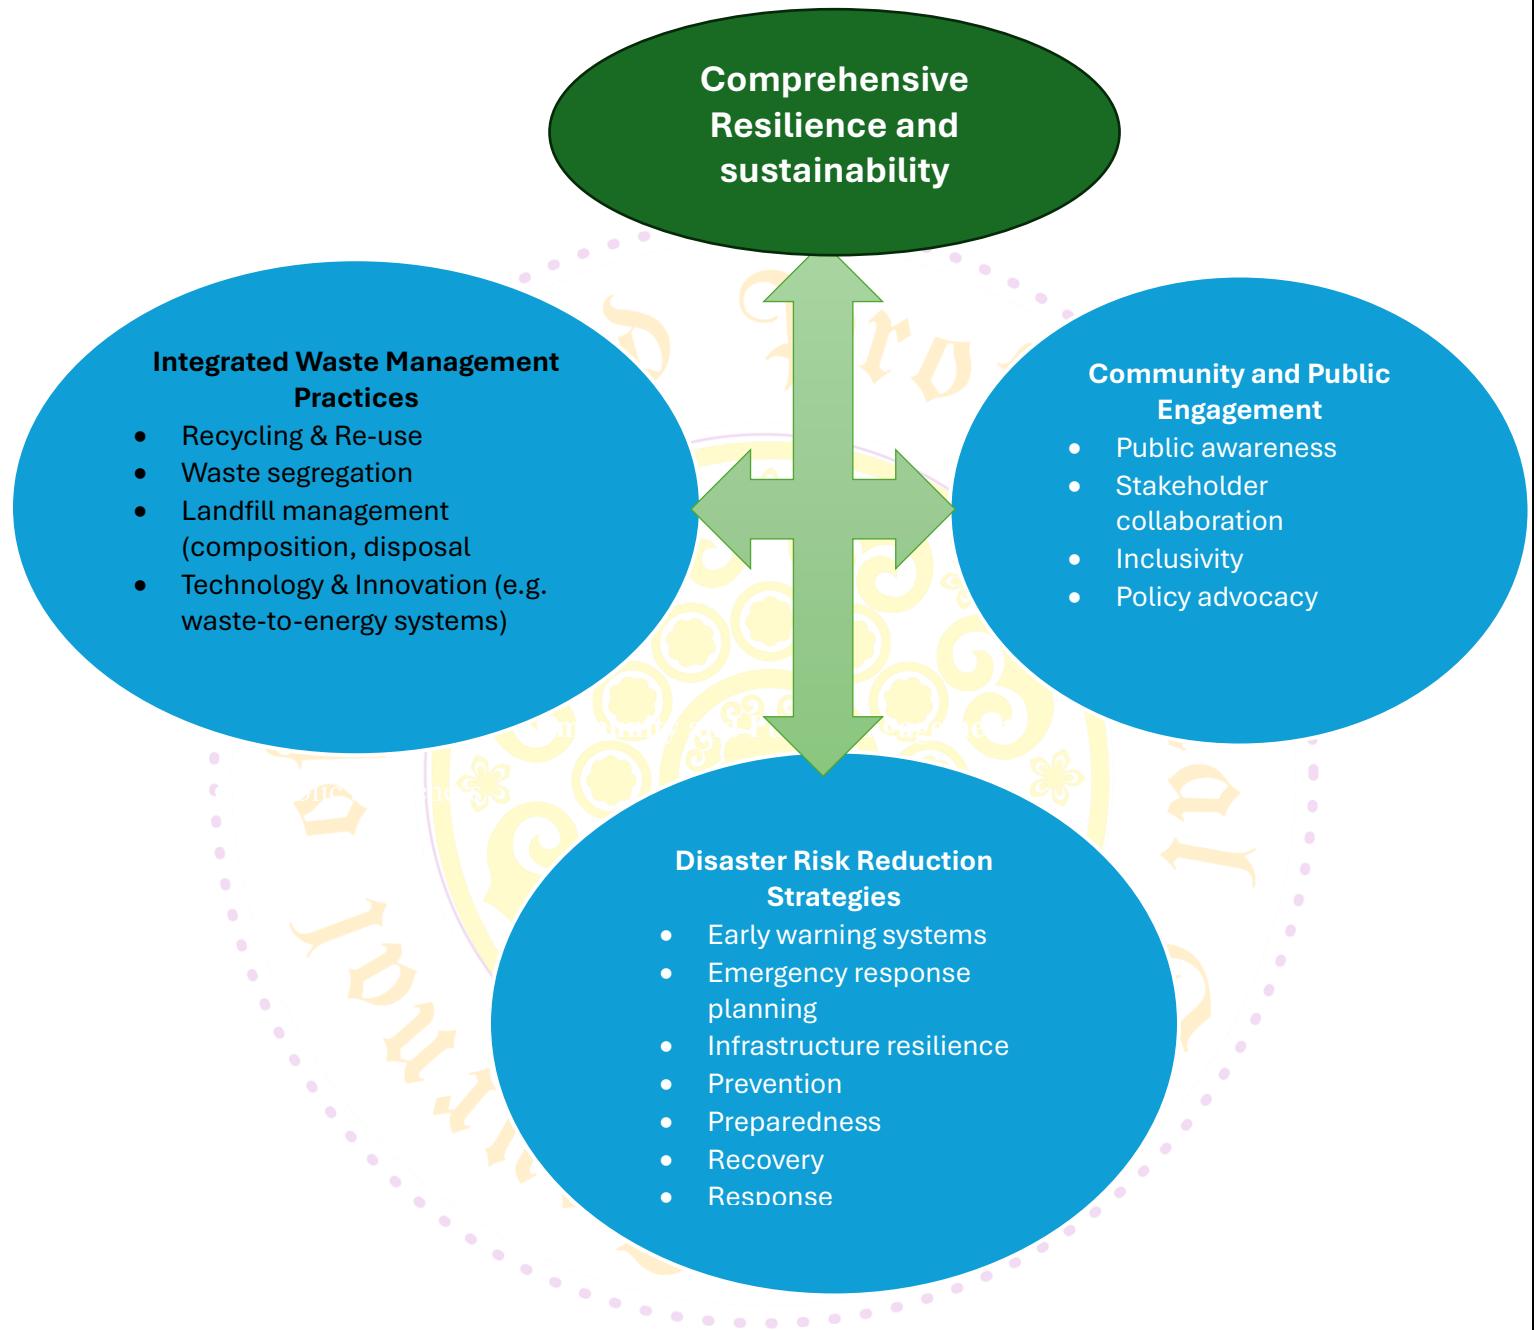 Comprehensive
Resilience and
sustainability
Integrated Waste Management
Practices
• Recycling & Re-use
• Waste segregation
• Landfill management
(composition, disposal
• Technology & Innovation (e.g.
waste-to-energy systems)
Community and Public
Engagement
• Public awareness
• Stakeholder
collaboration
• Inclusivity
• Policy advocacy
Disaster Risk Reduction
Strategies
• Early warning systems
• Emergency response
planning
• Infrastructure resilience
• Prevention
• Preparedness
• Recovery
• Response